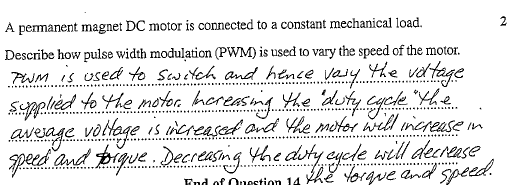 A permanent magnet DC motor is connected to a constant mechanical load. 2
Describe how pulse width modulation (PWM) is used to vary the speed of the motor.
PWM is used to switch and hence vary the voltage
supplied to the motor. Increasing the "duty cycle" the
average voltage is increased and the motor will increase in
speed and torque. Decreasing the duty cycle will decrease
the torque and speed.
End of Question 14